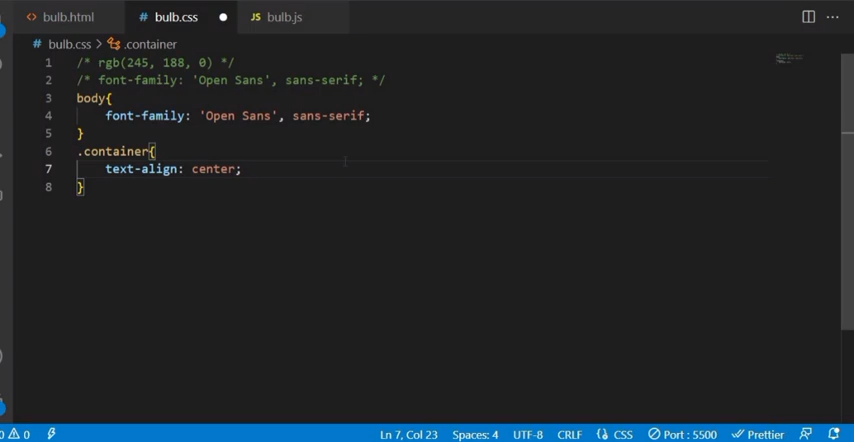 <> bulb.html # bulb.css JS bulb.js
# bulb.css > .container
1 /* rgb(245, 188, 0) */
2 /* font-family: 'Open Sans', sans-serif; */
3 body{
4 font-family: 'Open Sans', sans-serif;
5 }
6 .container{
7 text-align: center;
8 }
0 0 Ln 7, Col 23 Spaces: 4 UTF-8 CRLF {} CSS Port : 5500 Prettier